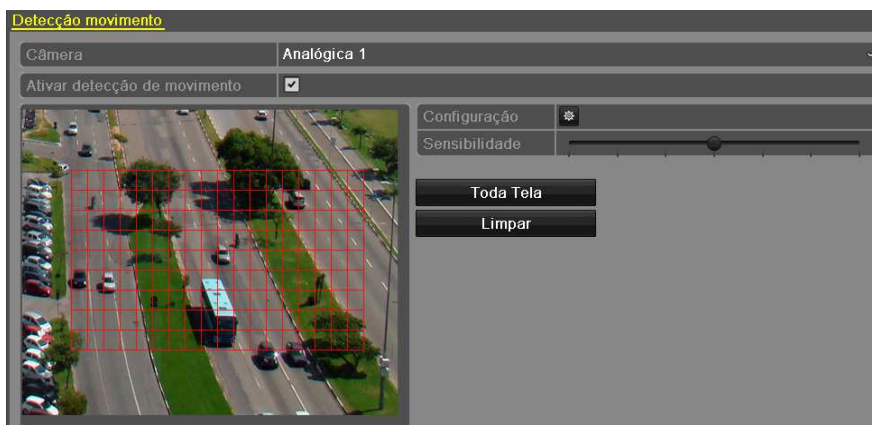 Detecção movimento
Câmera
Analógica 1
Ativar detecção de movimento
Configuração
Sensibilidade
Toda Tela
Limpar